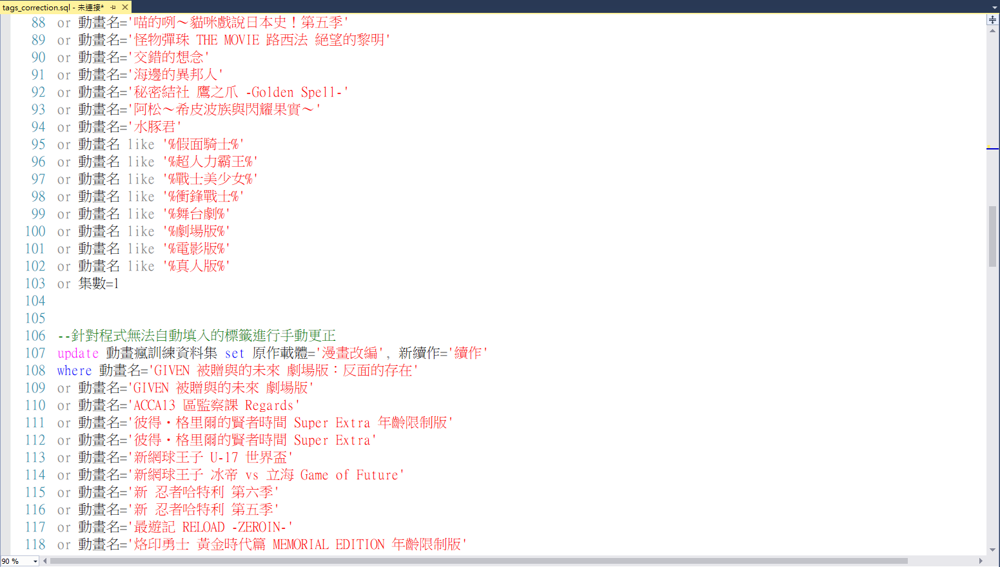 tags_correction.sql - 未連接*
88 or 動畫名='喵的咧～貓咪戲說日本史！第五季'
89 or 動畫名='怪物彈珠 THE MOVIE 路西法 絕望的黎明'
90 or 動畫名='交錯的想念'
91 or 動畫名='海邊的異邦人'
92 or 動畫名='秘密結社 鷹之爪 -Golden Spell-'
93 or 動畫名='阿松～希皮波族與閃耀果實～'
94 or 動畫名='水豚君'
95 or 動畫名 like '%假面騎士%'
96 or 動畫名 like '%超人力霸王%'
97 or 動畫名 like '%戰士美少女%'
98 or 動畫名 like '%衝鋒戰士%'
99 or 動畫名 like '%舞台劇%'
100 or 動畫名 like '%劇場版%'
101 or 動畫名 like '%電影版%'
102 or 動畫名 like '%真人版%'
103 or 集數=1
104
105
106 --針對程式無法自動填入的標籤進行手動更正
107 update 動畫瘋訓練資料集 set 原作載體='漫畫改編', 新續作='續作'
108 where 動畫名='GIVEN 被贈與的未來 劇場版：反面的存在'
109 or 動畫名='GIVEN 被贈與的未來 劇場版'
110 or 動畫名='ACCA13 區監察課 Regards'
111 or 動畫名='彼得·格里爾的賢者時間 Super Extra 年齡限制版'
112 or 動畫名='彼得·格里爾的賢者時間 Super Extra'
113 or 動畫名='新網球王子 U-17 世界盃'
114 or 動畫名='新網球王子 冰帝 vs 立海 Game of Future'
115 or 動畫名='新 忍者哈特利 第六季'
116 or 動畫名='新 忍者哈特利 第五季'
117 or 動畫名='最遊記 RELOAD -ZEROIN-'
118 or 動畫名='烙印勇士 黃金時代篇 MEMORIAL EDITION 年齡限制版'
90 %